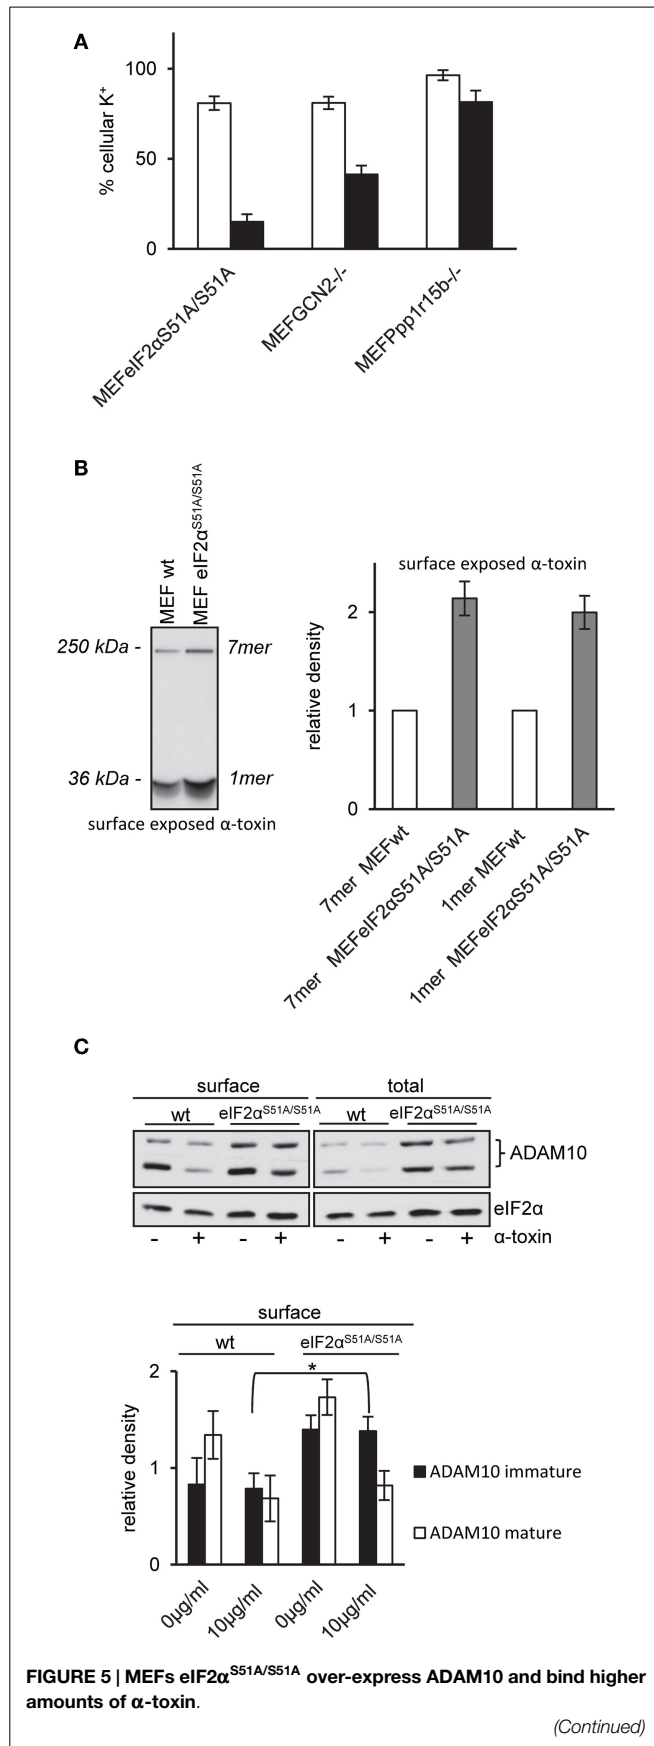 A
100
50
0
% cellular K⁺
MEFeIF2αS51A/S51A
MEFGCN2-/-
MEFPpp1r15b-/-
B
MEF wt
MEF eIF2α^S51A/S51A
250 kDa -
7mer
36 kDa -
1mer
surface exposed α-toxin
surface exposed α-toxin
2
1
0
relative density
7mer MEFwt
7mer MEFeIF2αS51A/S51A
1mer MEFwt
1mer MEFeIF2αS51A/S51A
C
surface total
wt eIF2α^S51A/S51A wt eIF2α^S51A/S51A
ADAM10
eIF2α
- + - + - + - + α-toxin
surface
wt eIF2α^S51A/S51A
*
2
1
0
relative density
ADAM10 immature
ADAM10 mature
0µg/ml
10µg/ml
0µg/ml
10µg/ml
FIGURE 5 | MEFs eIF2α^S51A/S51A over-express ADAM10 and bind higher
amounts of α-toxin.
(Continued)